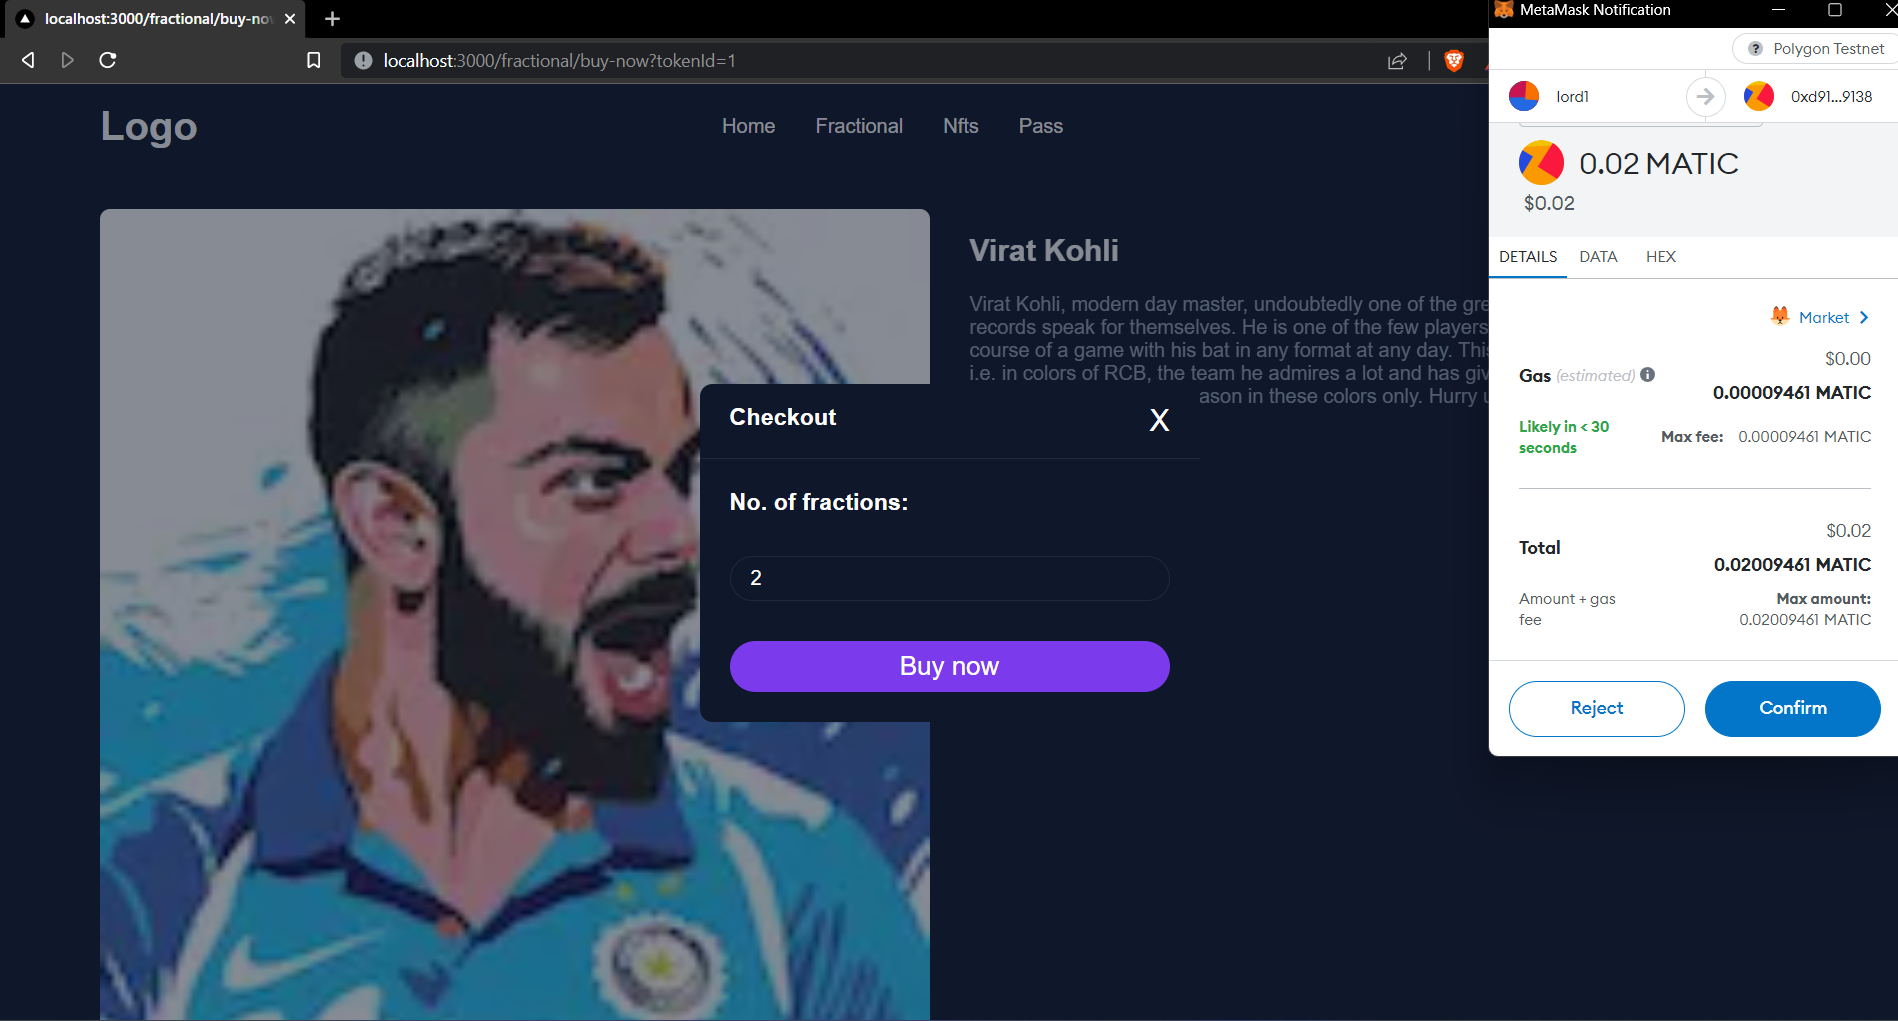 localhost:3000/fractional/buy-no
localhost:3000/fractional/buy-now?tokenId=1
Logo
Home Fractional Nfts Pass
Virat Kohli
Virat Kohli, modern day master, undoubtedly one of the gre
records speak for themselves. He is one of the few players
course of a game with his bat in any format at any day. This
i.e. in colors of RCB, the team he admires a lot and has giv
ason in these colors only. Hurry u
Checkout X
No. of fractions:
2
Buy now
MetaMask Notification
? Polygon Testnet
lord1 0xd91...9138
0.02 MATIC
$0.02
DETAILS DATA HEX
Market >
$0.00
Gas (estimated)
0.00009461 MATIC
Likely in < 30
seconds
Max fee: 0.00009461 MATIC
$0.02
Total
0.02009461 MATIC
Amount + gas
fee
Max amount:
0.02009461 MATIC
Reject Confirm